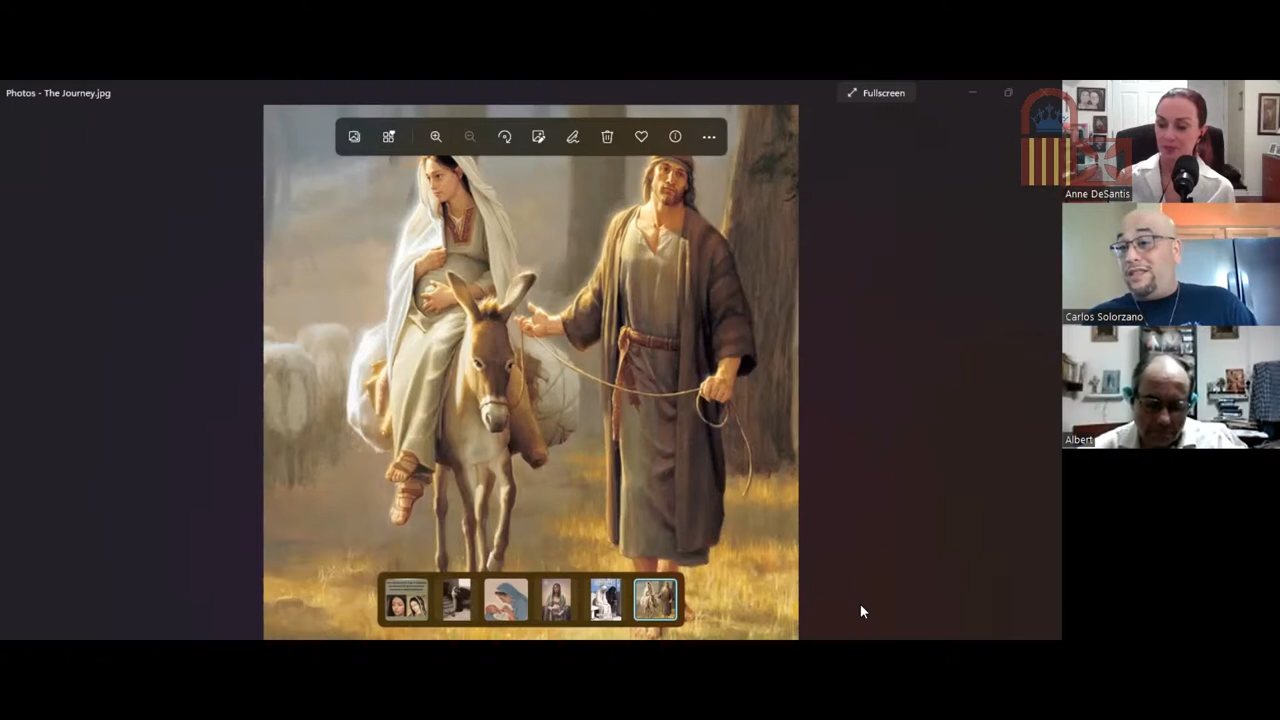 Photos - The Journey.jpg
Fullscreen
Anne DeSantis
Carlos Solorzano
Albert